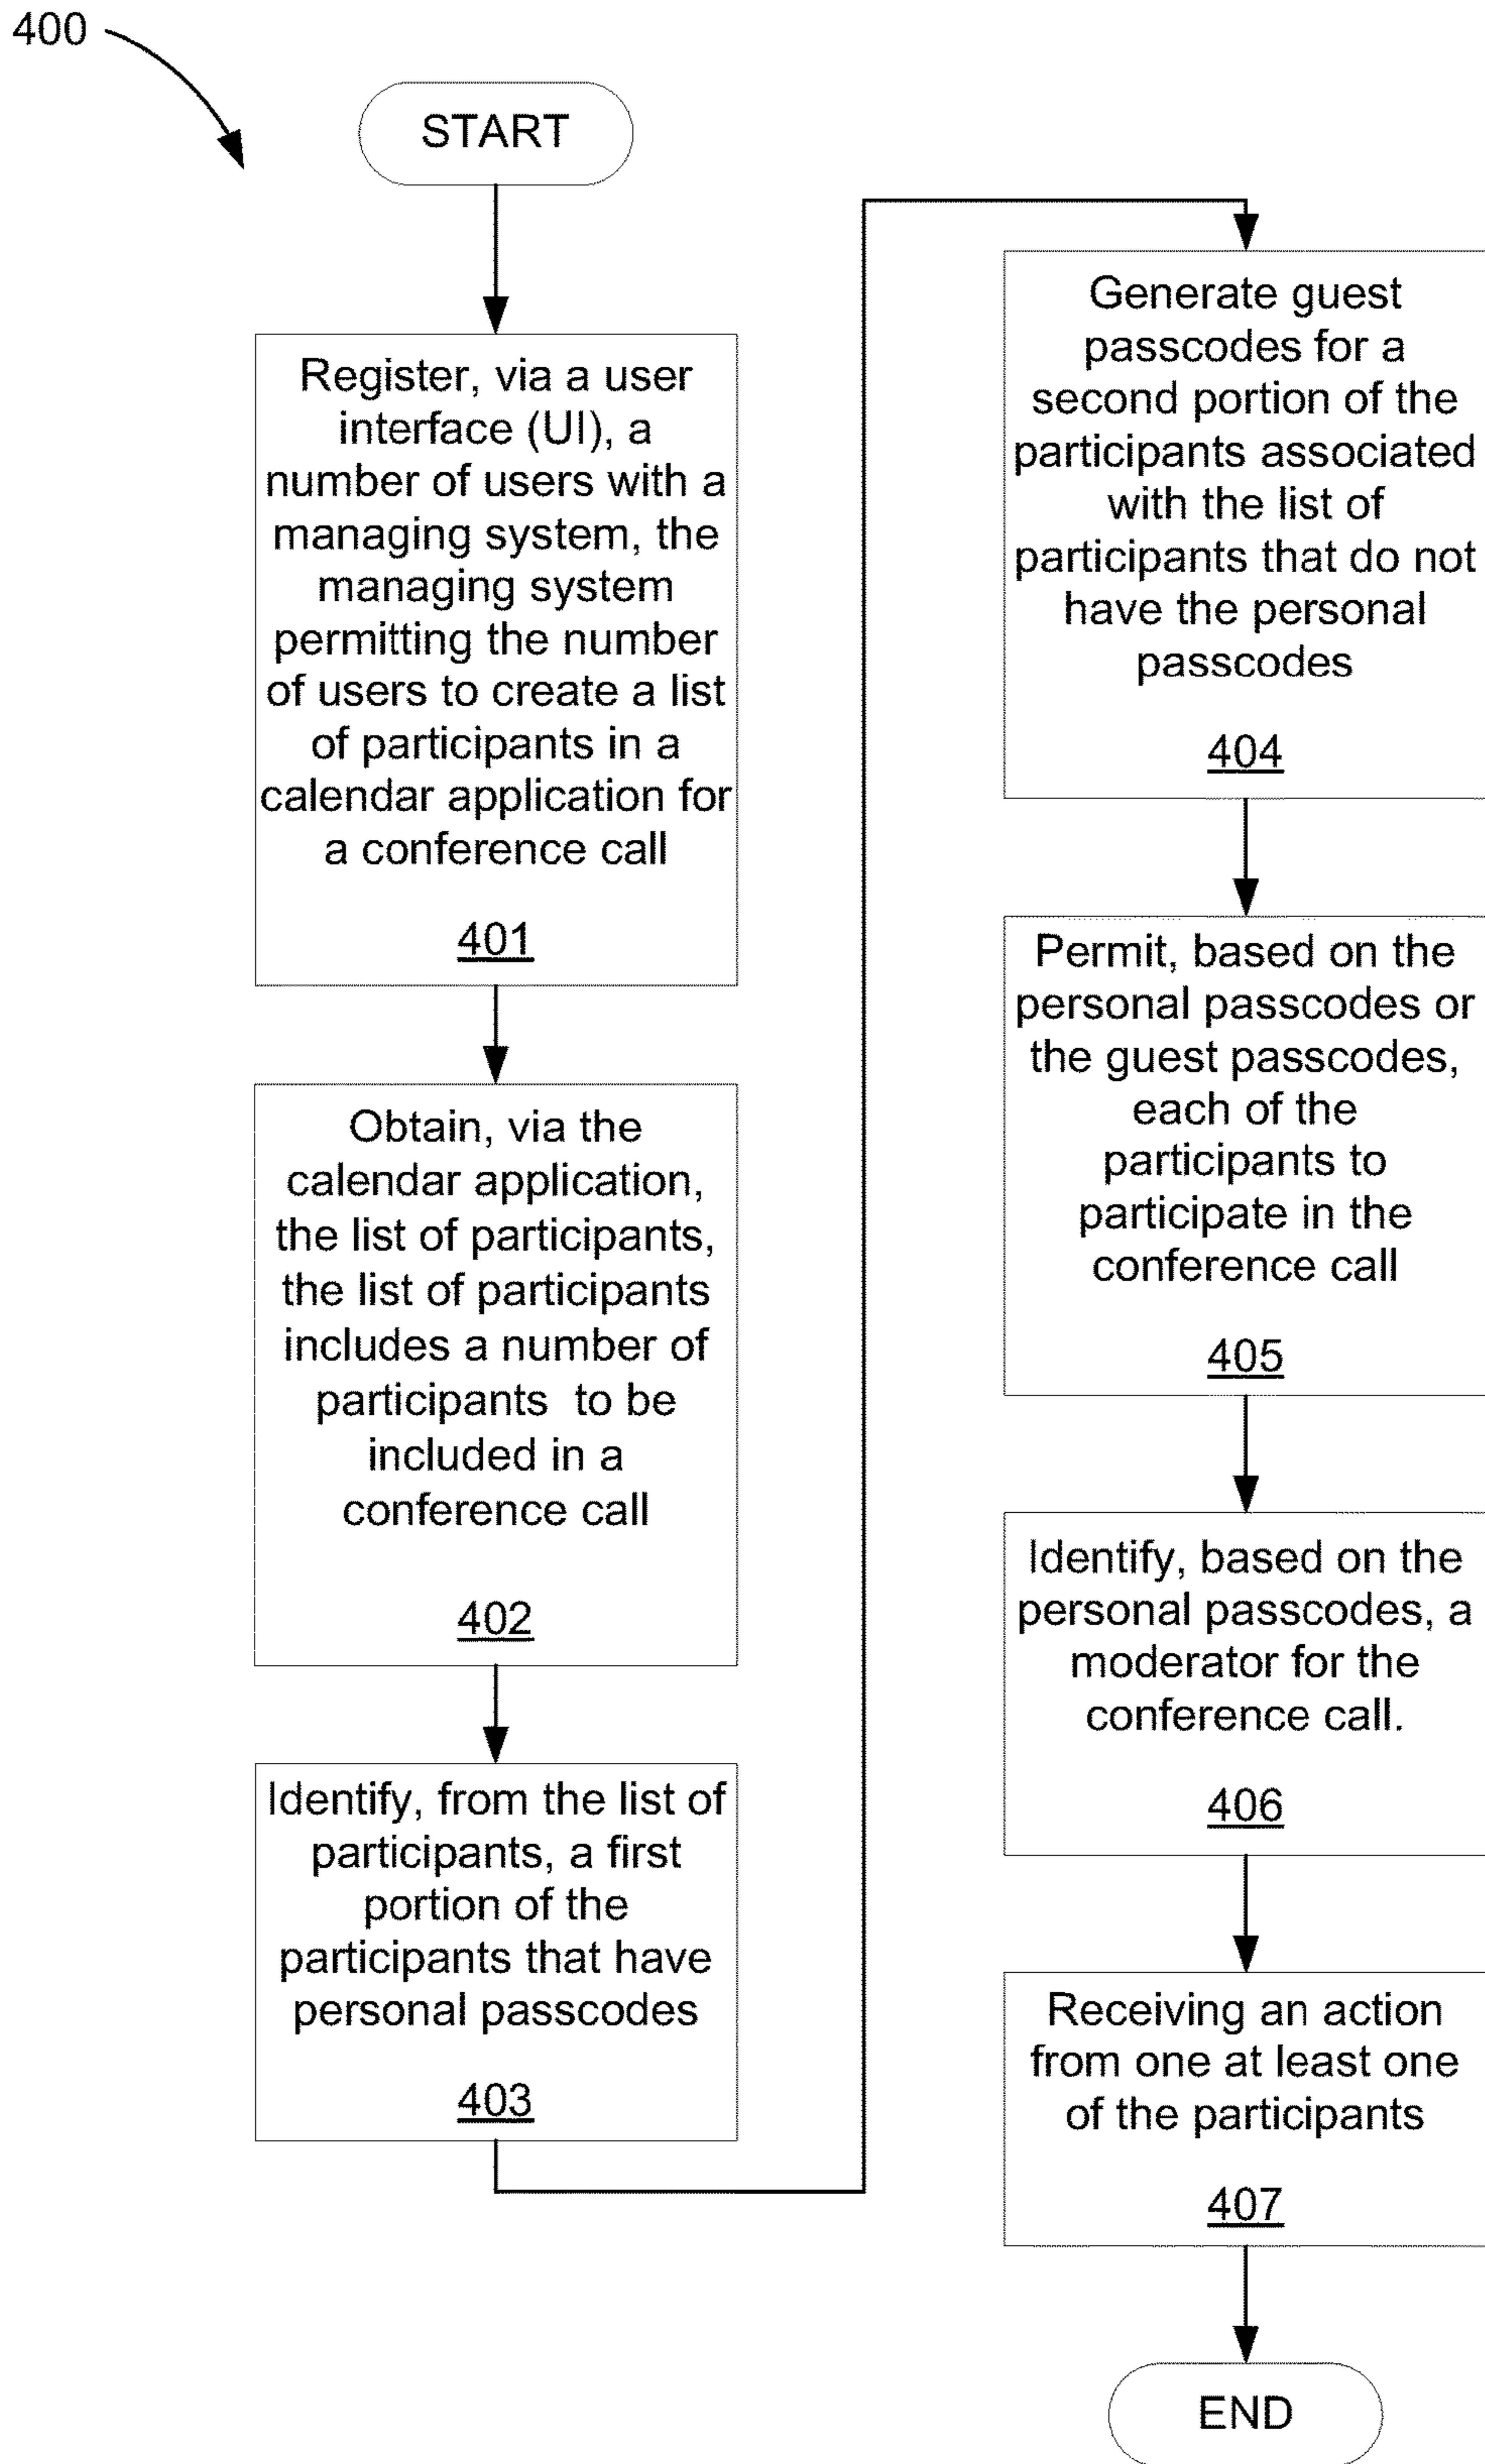 400
START
Register, via a user
interface (UI), a
number of users with a
managing system, the
managing system
permitting the number
of users to create a list
of participants in a
calendar application for
a conference call
401
Obtain, via the
calendar application,
the list of participants,
the list of participants
includes a number of
participants to be
included in a
conference call
402
Identify, from the list of
participants, a first
portion of the
participants that have
personal passcodes
403
Generate guest
passcodes for a
second portion of the
participants associated
with the list of
participants that do not
have the personal
passcodes
404
Permit, based on the
personal passcodes or
the guest passcodes,
each of the
participants to
participate in the
conference call
405
Identify, based on the
personal passcodes, a
moderator for the
conference call.
406
Receiving an action
from one at least one
of the participants
407
END